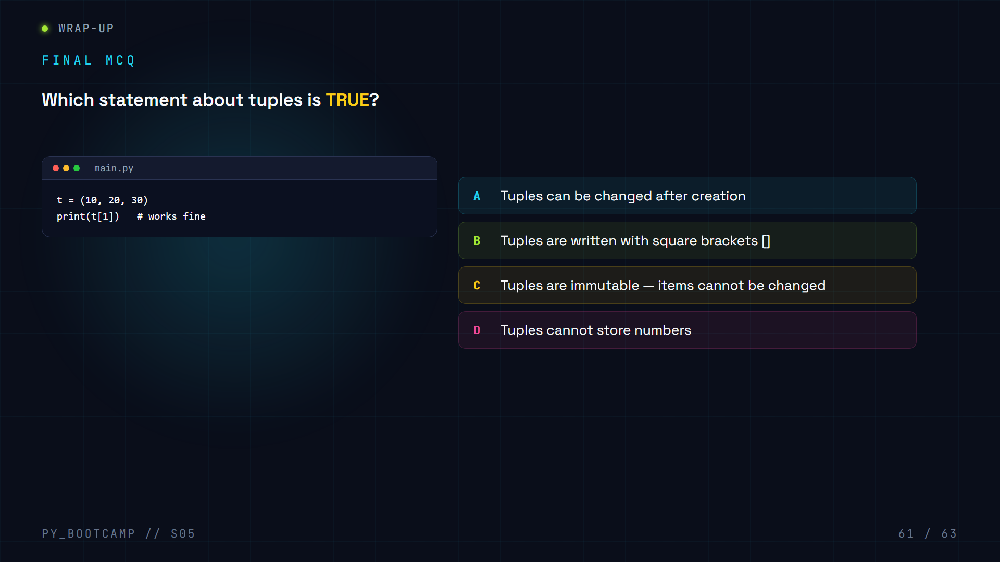 WRAP-UP
FINAL MCQ
Which statement about tuples is TRUE?
main.py
t = (10, 20, 30)
print(t[1])   # works fine
A Tuples can be changed after creation
B Tuples are written with square brackets []
C Tuples are immutable — items cannot be changed
D Tuples cannot store numbers
PY_BOOTCAMP // S05
61 / 63